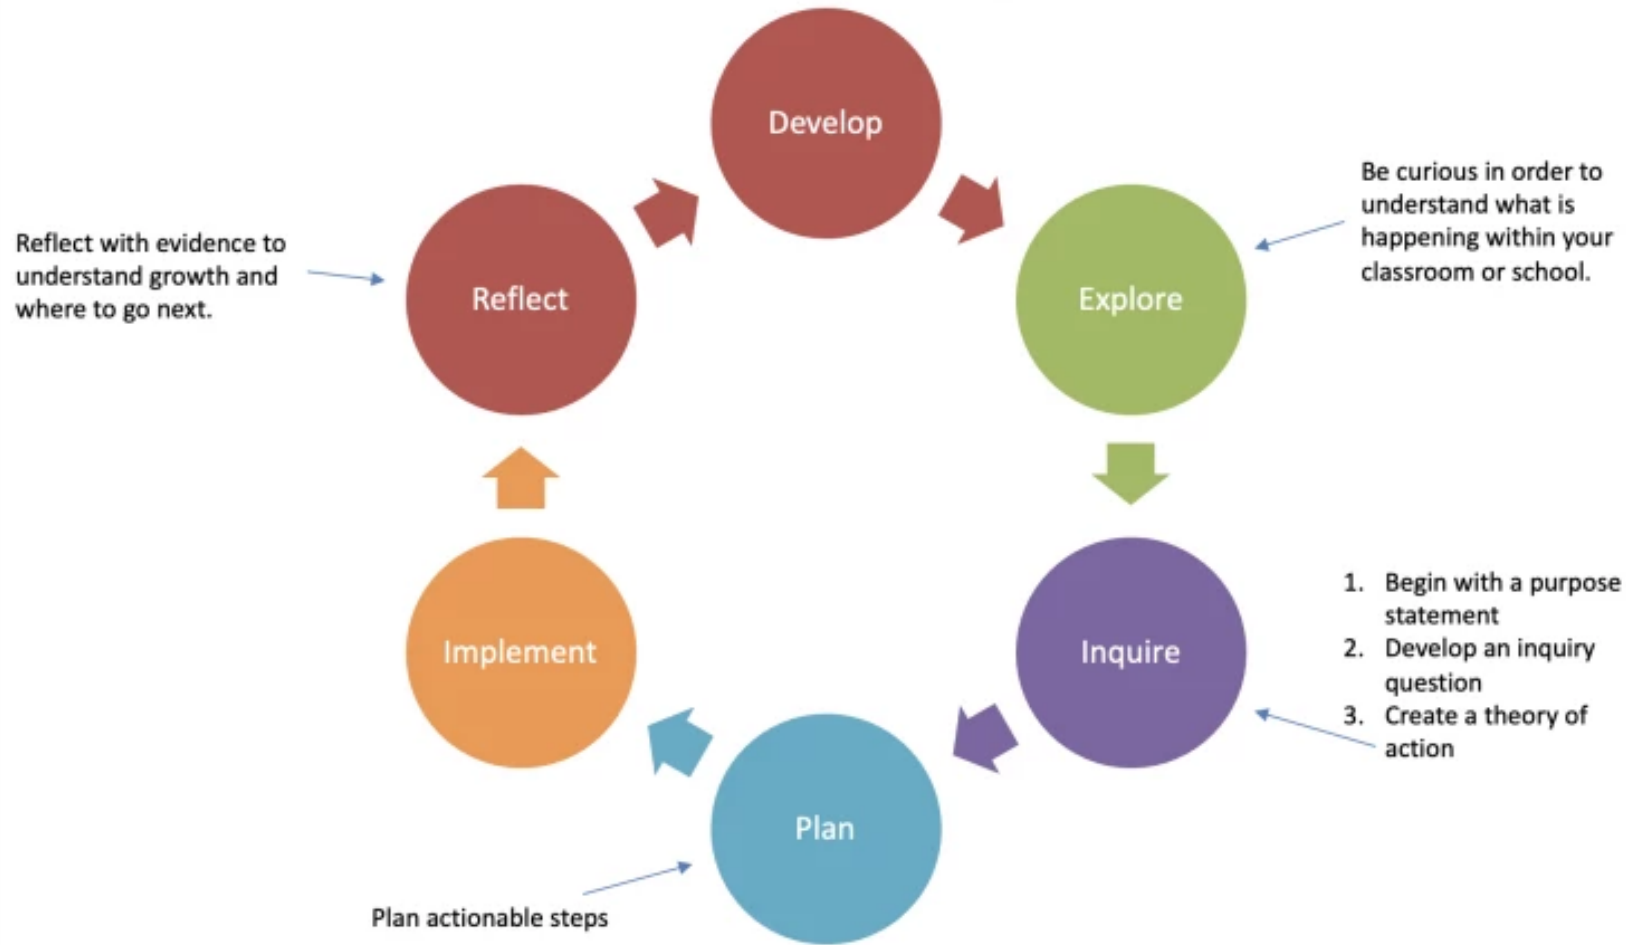 Develop
Be curious in order to
understand what is
happening within your
classroom or school.
Explore
Reflect with evidence to
understand growth and
where to go next.
Reflect
Implement
Inquire
1. Begin with a purpose
statement
2. Develop an inquiry
question
3. Create a theory of
action
Plan
Plan actionable steps